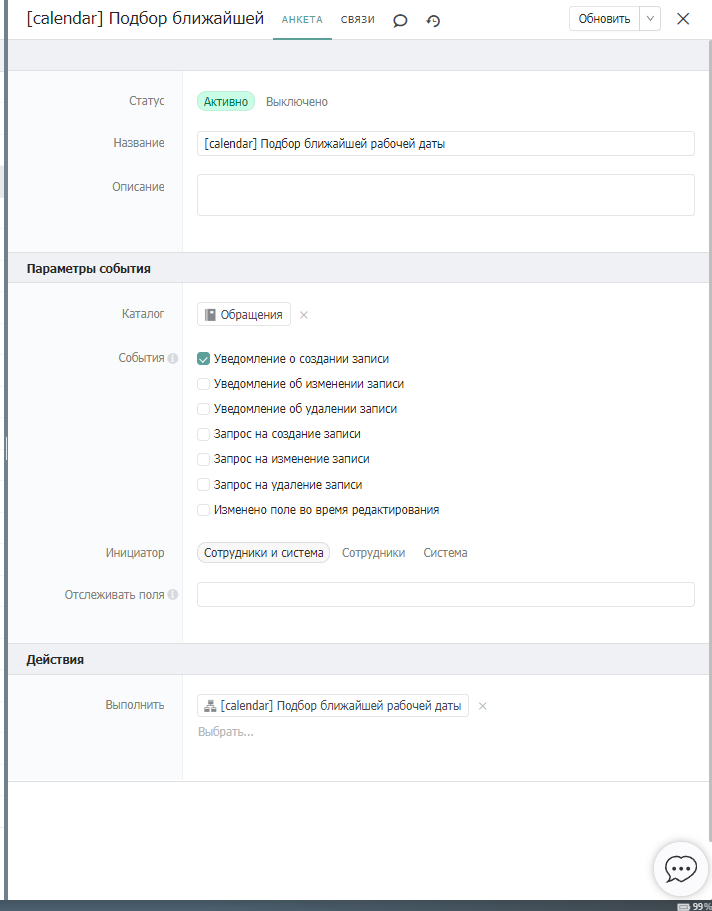 [calendar] Подбор ближайшей
АНКЕТА
СВЯЗИ
Обновить
Статус
Активно
Выключено
Название
[calendar] Подбор ближайшей рабочей даты
Описание
Параметры события
Каталог
Обращения
События
Уведомление о создании записи
Уведомление об изменении записи
Уведомление об удалении записи
Запрос на создание записи
Запрос на изменение записи
Запрос на удаление записи
Изменено поле во время редактирования
Инициатор
Сотрудники и система
Сотрудники
Система
Отслеживать поля
Действия
Выполнить
[calendar] Подбор ближайшей рабочей даты
Выбрать...
99%